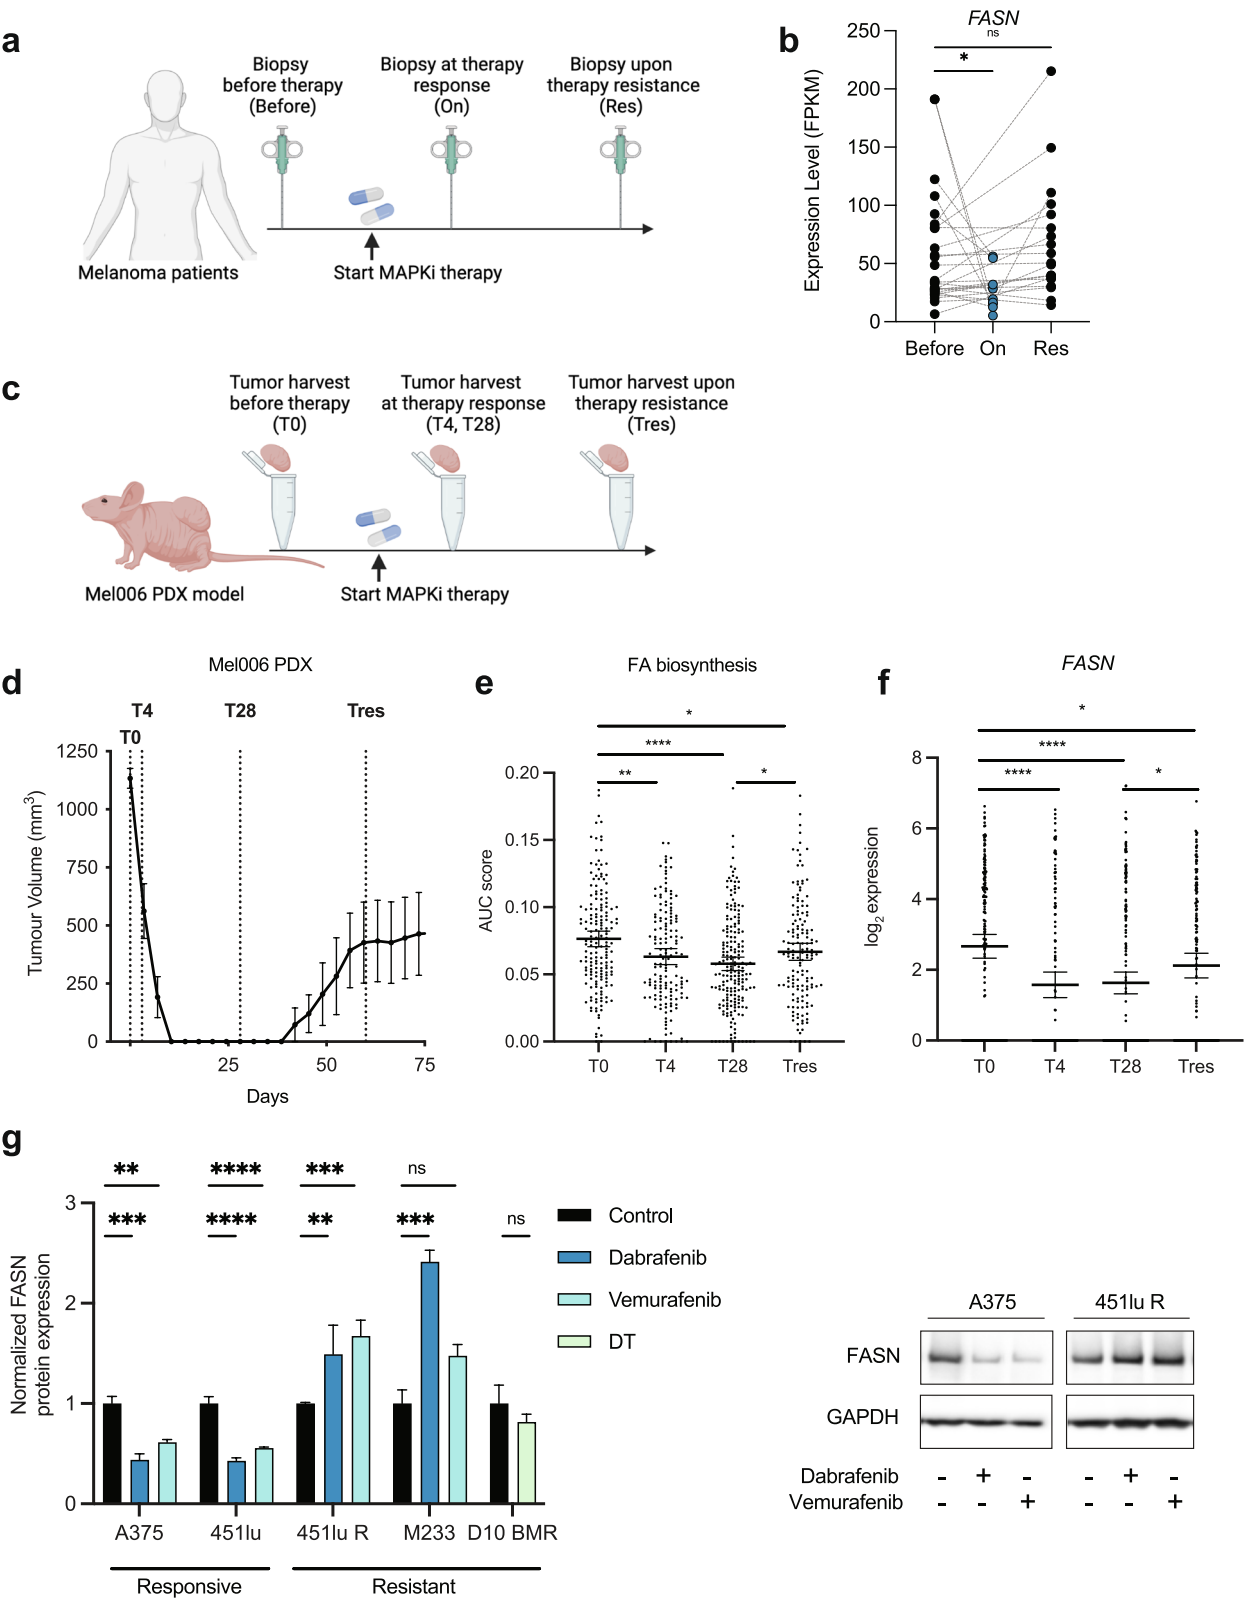 a
Biopsy
before therapy
(Before)
Biopsy at therapy
response
(On)
Biopsy upon
therapy resistance
(Res)
Melanoma patients
Start MAPKi therapy
b
FASN
ns
*
Expression Level (FPKM)
250
200
150
100
50
0
Before
On
Res
c
Tumor harvest
before therapy
(T0)
Tumor harvest
at therapy response
(T4, T28)
Tumor harvest upon
therapy resistance
(Tres)
Mel006 PDX model
Start MAPKi therapy
d
Mel006 PDX
T0
T4
T28
Tres
Tumour Volume (mm³)
1250
1000
750
500
250
0
25
50
75
Days
e
FA biosynthesis
*
****
**
*
AUC score
0.20
0.15
0.10
0.05
0.00
T0
T4
T28
Tres
f
FASN
*
****
****
*
log₂ expression
8
6
4
2
0
T0
T4
T28
Tres
g
** **** *** ns
*** **** ** *** ns
Normalized FASN
protein expression
3
2
1
0
A375
451lu
451lu R
M233
D10 BMR
Responsive
Resistant
Control
Dabrafenib
Vemurafenib
DT
A375
451lu R
FASN
GAPDH
Dabrafenib - + - - + -
Vemurafenib - - + - - +